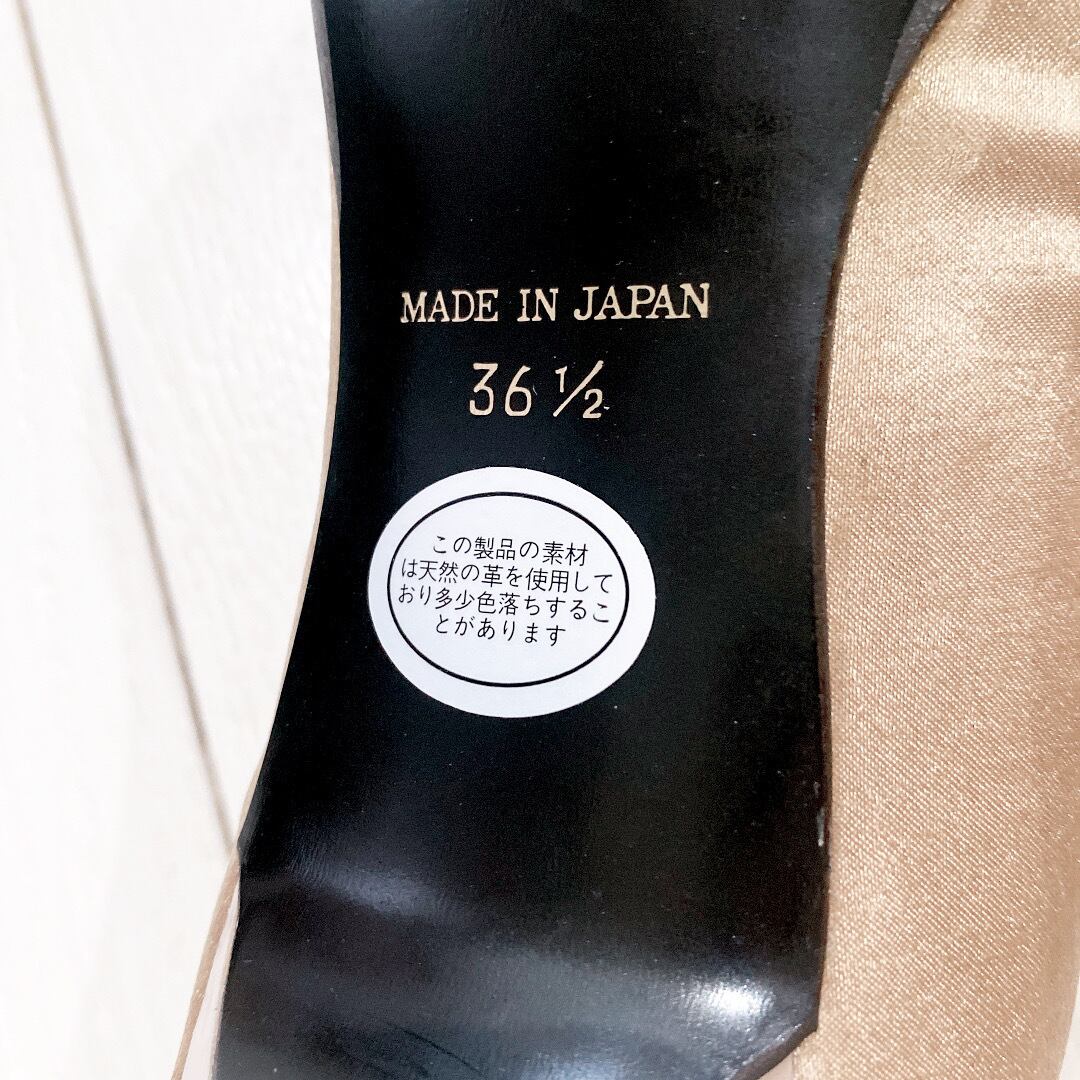 MADE IN JAPAN
36 ½
この製品の素材
は天然の革を使用して
おり多少色落ちするこ
とがあります